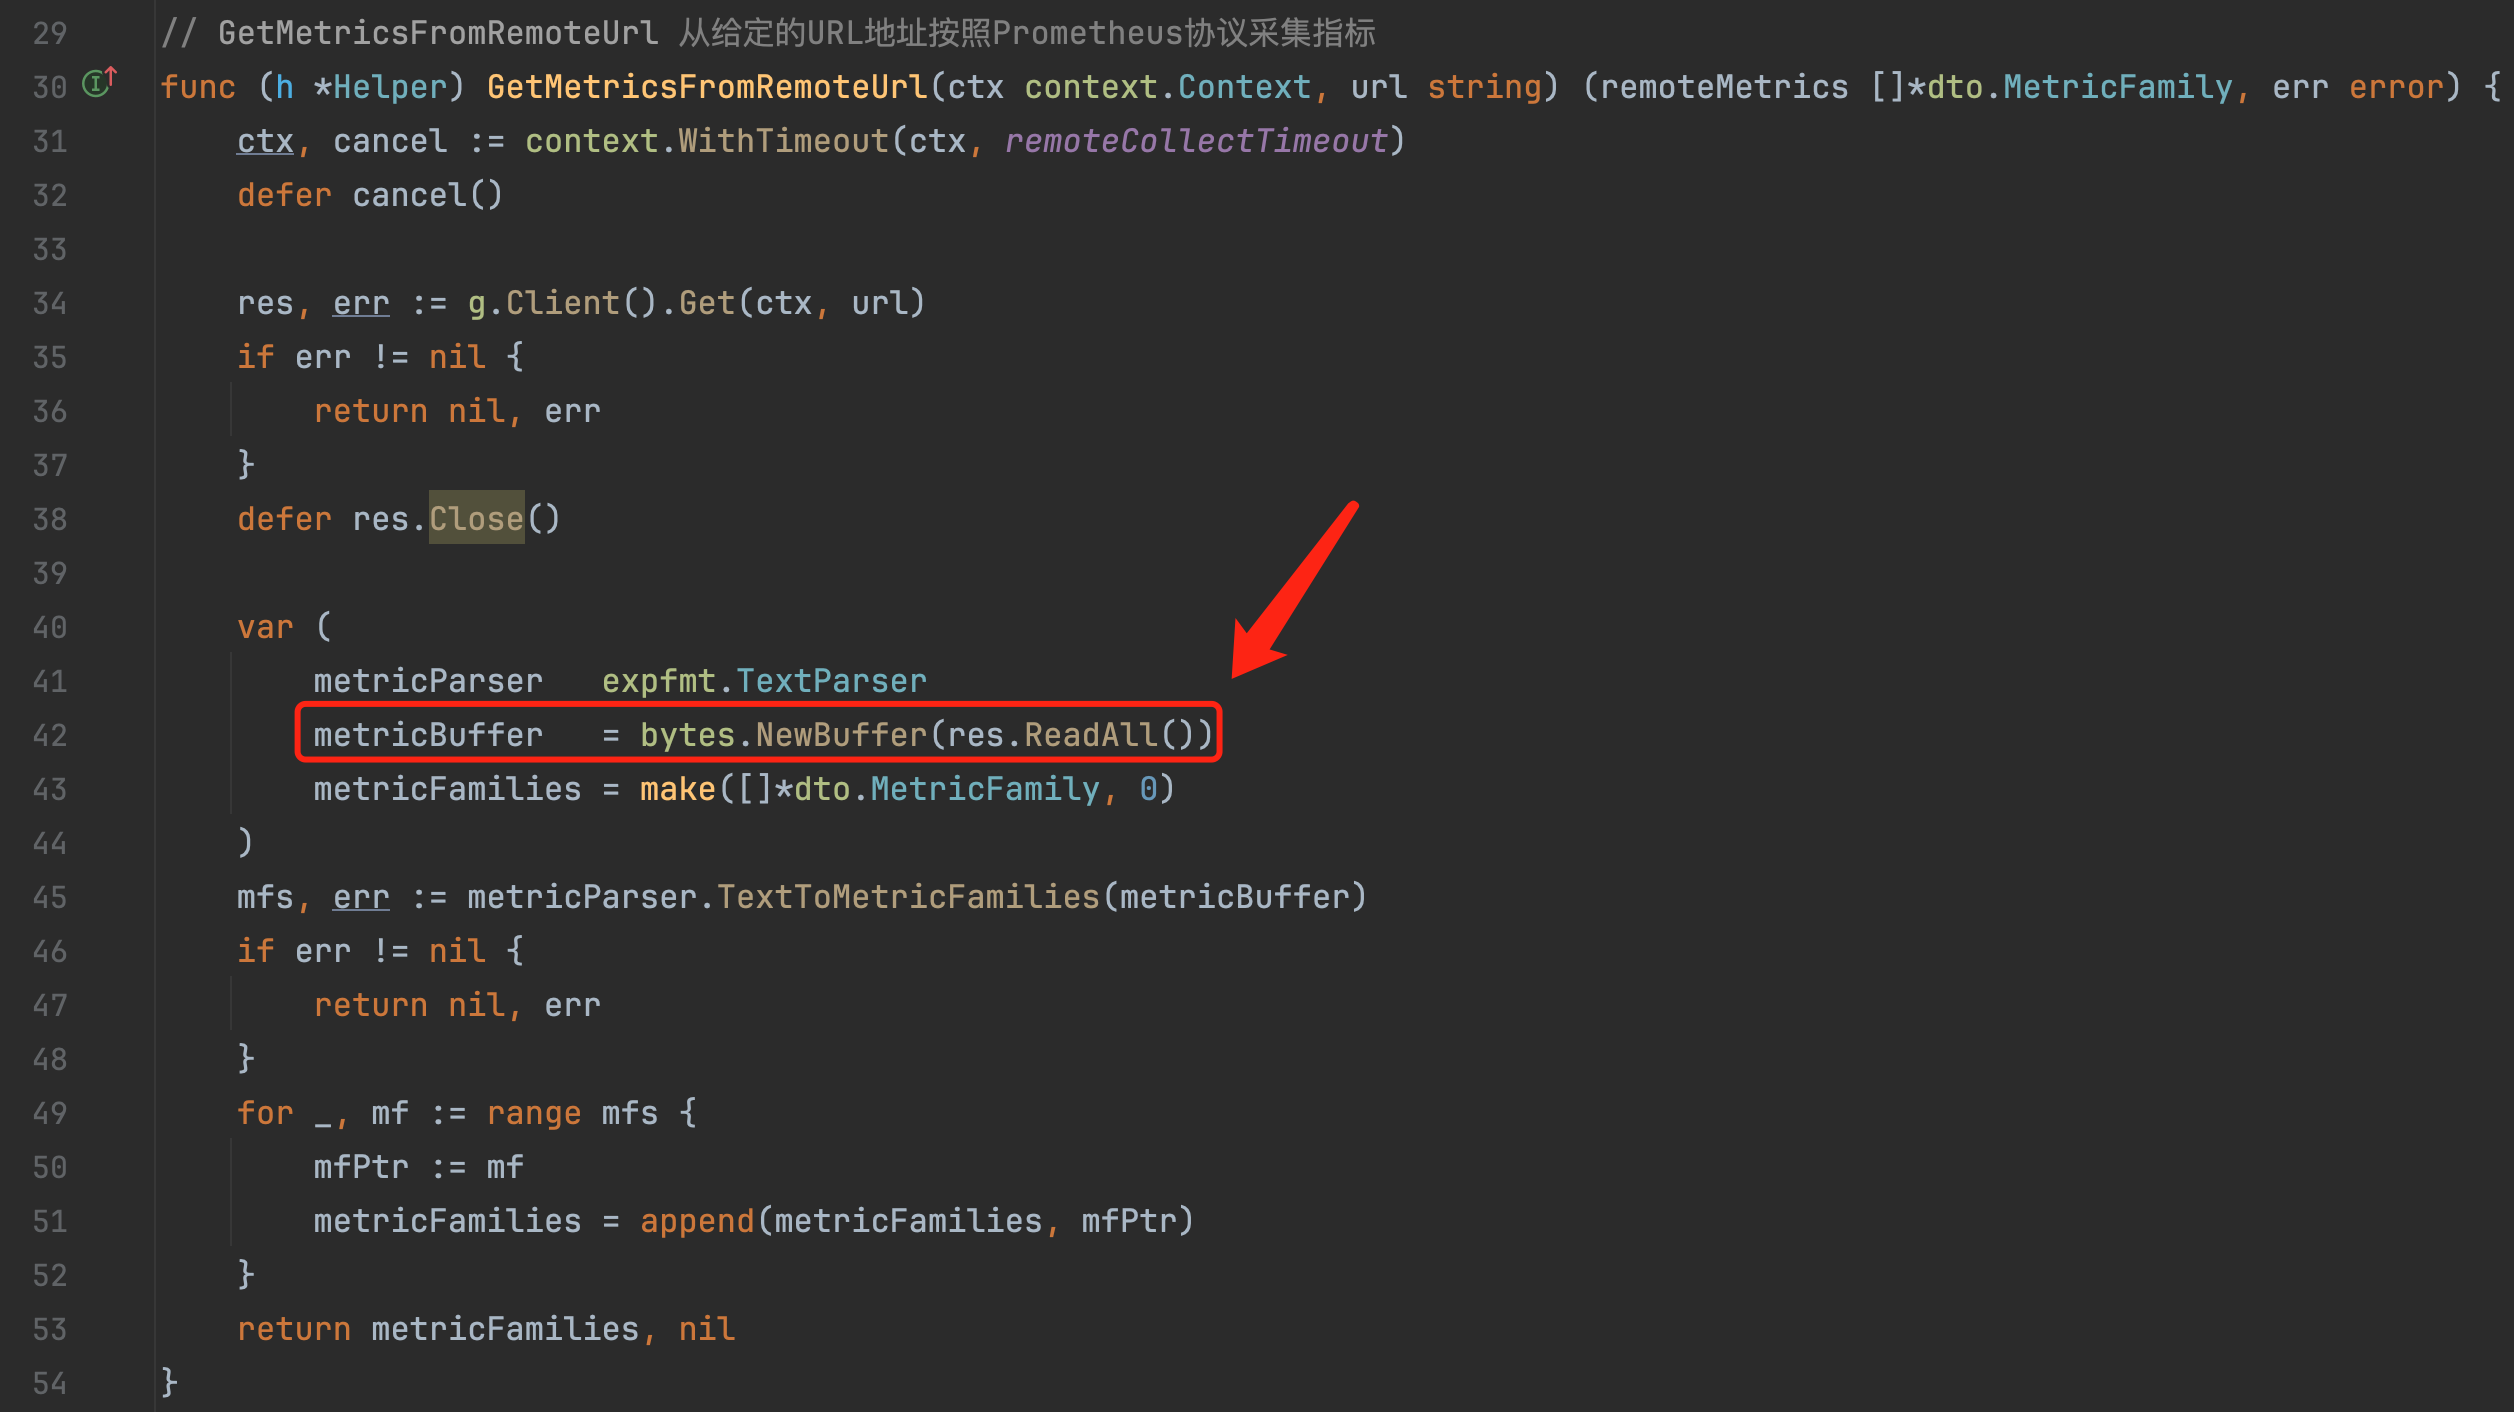 29 // GetMetricsFromRemoteUrl 从给定的URL地址按照Prometheus协议采集指标
30 func (h *Helper) GetMetricsFromRemoteUrl(ctx context.Context, url string) (remoteMetrics []*dto.MetricFamily, err error) {
31 ctx, cancel := context.WithTimeout(ctx, remoteCollectTimeout)
32 defer cancel()
33
34 res, err := g.Client().Get(ctx, url)
35 if err != nil {
36 return nil, err
37 }
38 defer res.Close()
39
40 var (
41 metricParser expfmt.TextParser
42 metricBuffer = bytes.NewBuffer(res.ReadAll())
43 metricFamilies = make([]*dto.MetricFamily, 0)
44 )
45 mfs, err := metricParser.TextToMetricFamilies(metricBuffer)
46 if err != nil {
47 return nil, err
48 }
49 for _, mf := range mfs {
50 mfPtr := mf
51 metricFamilies = append(metricFamilies, mfPtr)
52 }
53 return metricFamilies, nil
54 }